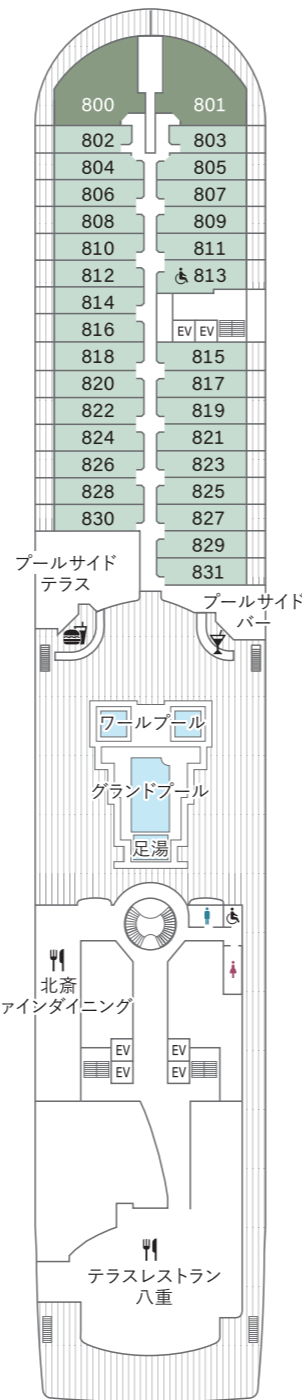 800 801
802 803
804 805
806 807
808 809
810 811
812 813
814
816 EV EV
818 815
820 817
822 819
824 821
826 823
828 825
830 827
829
831
プールサイド
テラス
プールサイド
バー
ワールプール
グランドプール
足湯
北斎
ァインダイニング
EV EV
EV EV
テラスレストラン
八重